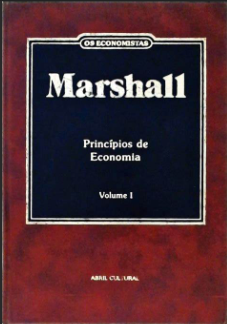 OS ECONOMISTAS
Marshall
Princípios de
Economia
Volume I
ABRIL CULTURAL